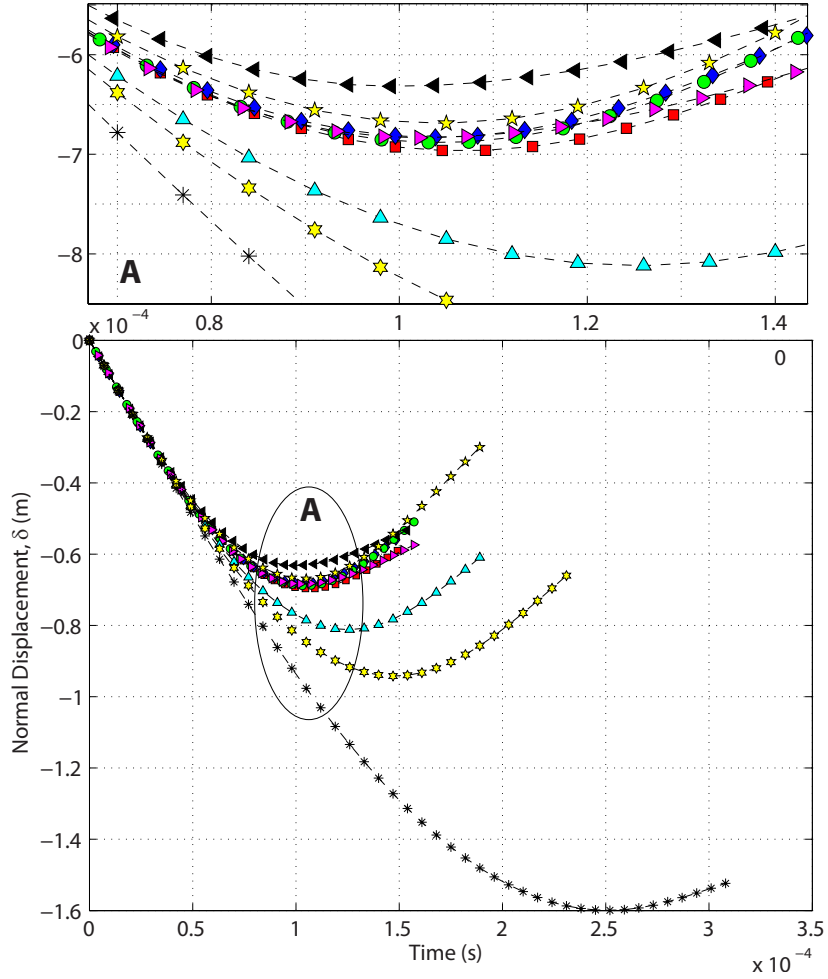 −6
−7
−8
A
0.8 1 1.2 1.4
x 10⁻⁴
0
0
−0.2
−0.4
−0.6
−0.8
−1
−1.2
−1.4
−1.6
A
Normal Displacement, δ (m)
0 0.5 1 1.5 2 2.5 3 3.5
Time (s)
x 10⁻⁴